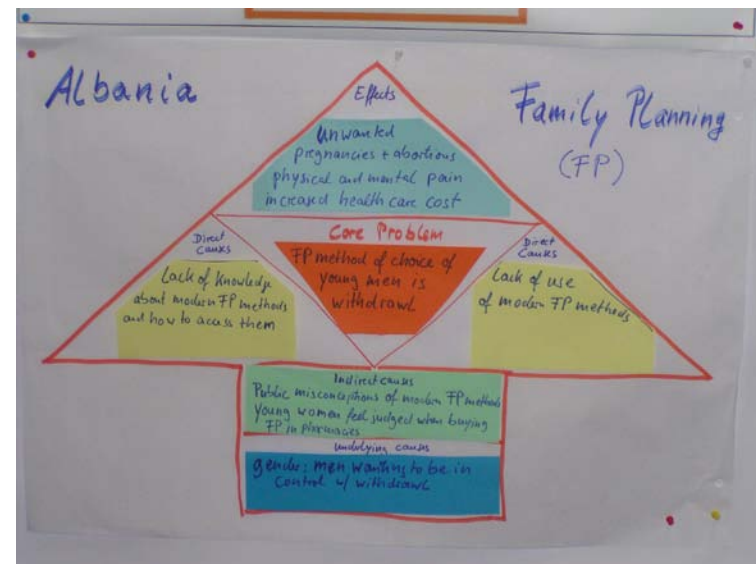 Albania
Family Planning
(FP)
Effects
Unwanted
pregnancies + abortions
physical and mental pain
increased health care cost
Core Problem
FP method of choice of
young men is
withdrawl
Direct
Causes
Lack of Knowledge
about modern FP methods
and how to acess them
Direct
Causes
Lack of use
of modern FP methods
Indirect causes
Public misconceptions of modern FP methods
Young women feel judged when buying
FP in pharmacies
Underlying causes
gender: men wanting to be in
control w/ withdrawl